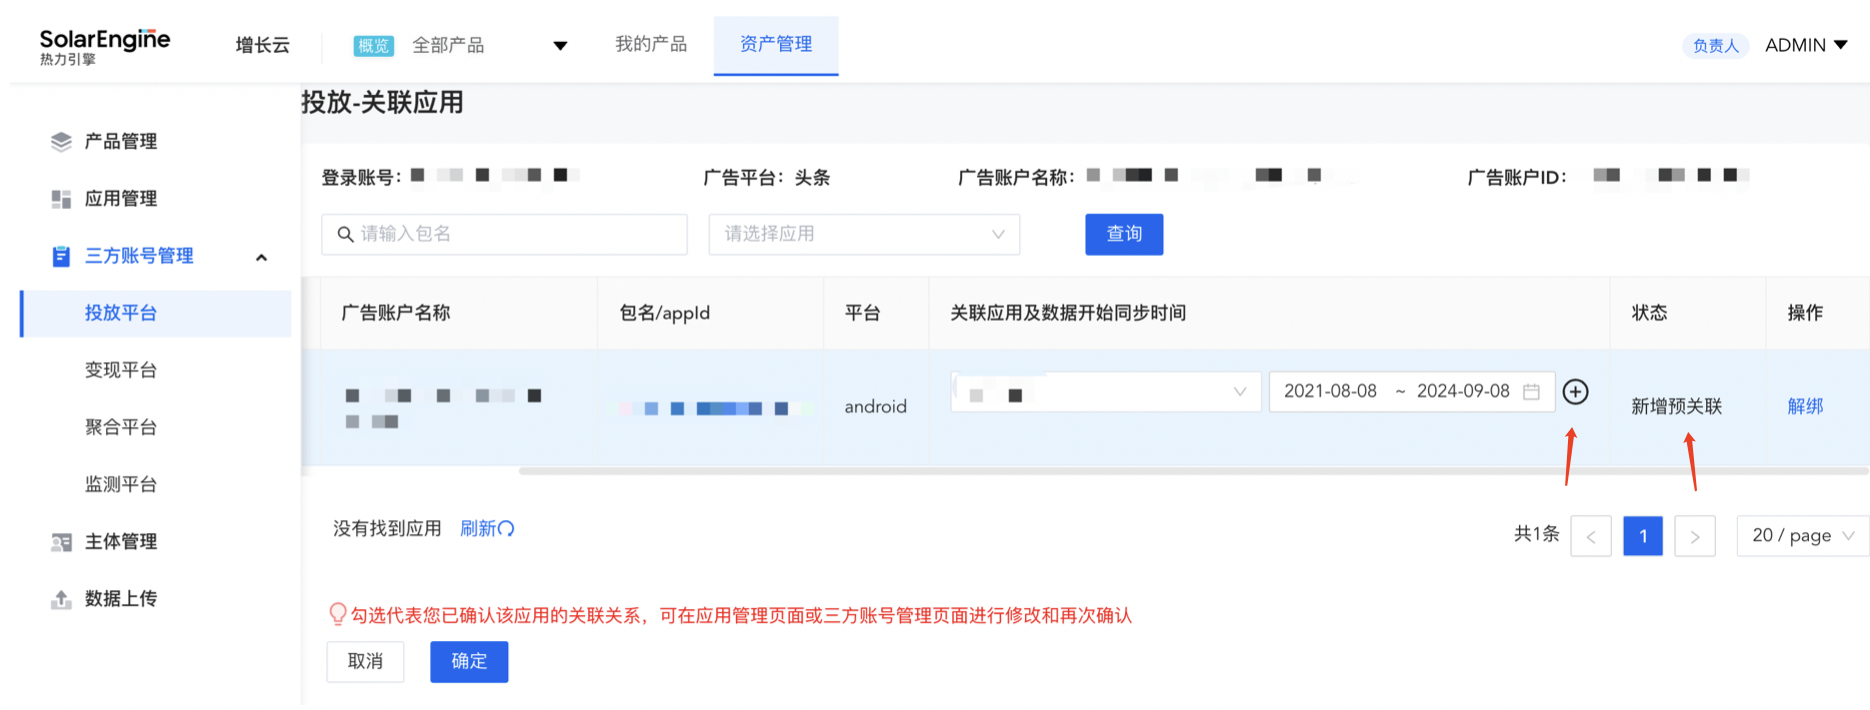 SolarEngine
热力引擎
增长云
概览 全部产品
我的产品
资产管理
负责人 ADMIN
产品管理
应用管理
三方账号管理
投放平台
变现平台
聚合平台
监测平台
主体管理
数据上传
投放-关联应用
登录账号： 广告平台：头条 广告账户名称： 广告账户ID：
请输入包名 请选择应用 查询
广告账户名称 包名/appId 平台 关联应用及数据开始同步时间 状态 操作
android 2021-08-08 ~ 2024-09-08 新增预关联 解绑
没有找到应用 刷新
共1条 < 1 > 20 / page
勾选代表您已确认该应用的关联关系，可在应用管理页面或三方账号管理页面进行修改和再次确认
取消 确定